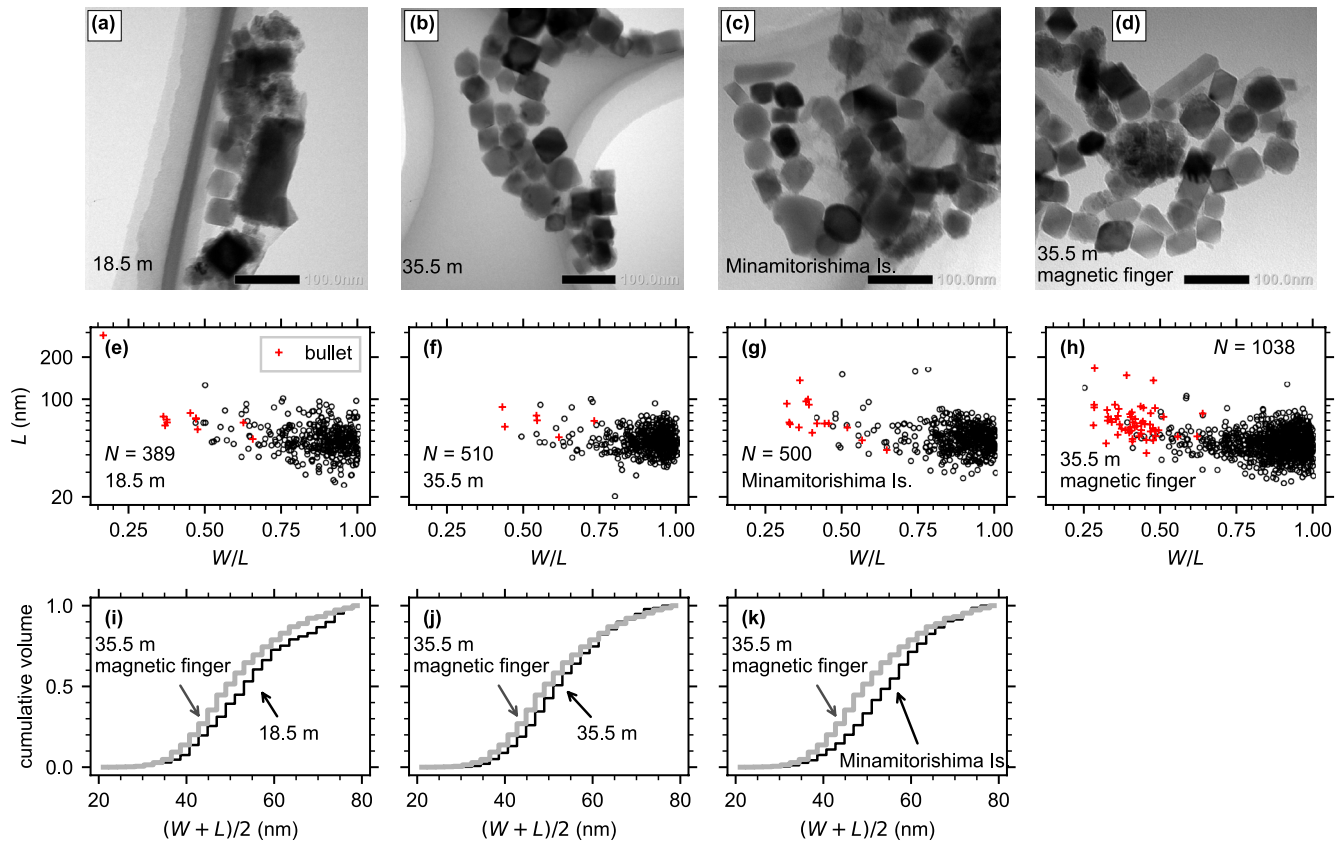 (a)
(b)
(c)
(d)
18.5 m
100.0nm
35.5 m
100.0nm
Minamitorishima Is.
100.0nm
35.5 m
magnetic finger
100.0nm
L (nm)
200
100
20
(e)
+ bullet
N = 389
18.5 m
(f)
N = 510
35.5 m
(g)
N = 500
Minamitorishima Is.
(h)
N = 1038
35.5 m
magnetic finger
0.25 0.50 0.75 1.00
W/L
0.25 0.50 0.75 1.00
W/L
0.25 0.50 0.75 1.00
W/L
0.25 0.50 0.75 1.00
W/L
cumulative volume
1.0
0.5
0.0
(i)
35.5 m
magnetic finger
18.5 m
(j)
35.5 m
magnetic finger
35.5 m
(k)
35.5 m
magnetic finger
Minamitorishima Is.
20 40 60 80
(W + L)/2 (nm)
20 40 60 80
(W + L)/2 (nm)
20 40 60 80
(W + L)/2 (nm)